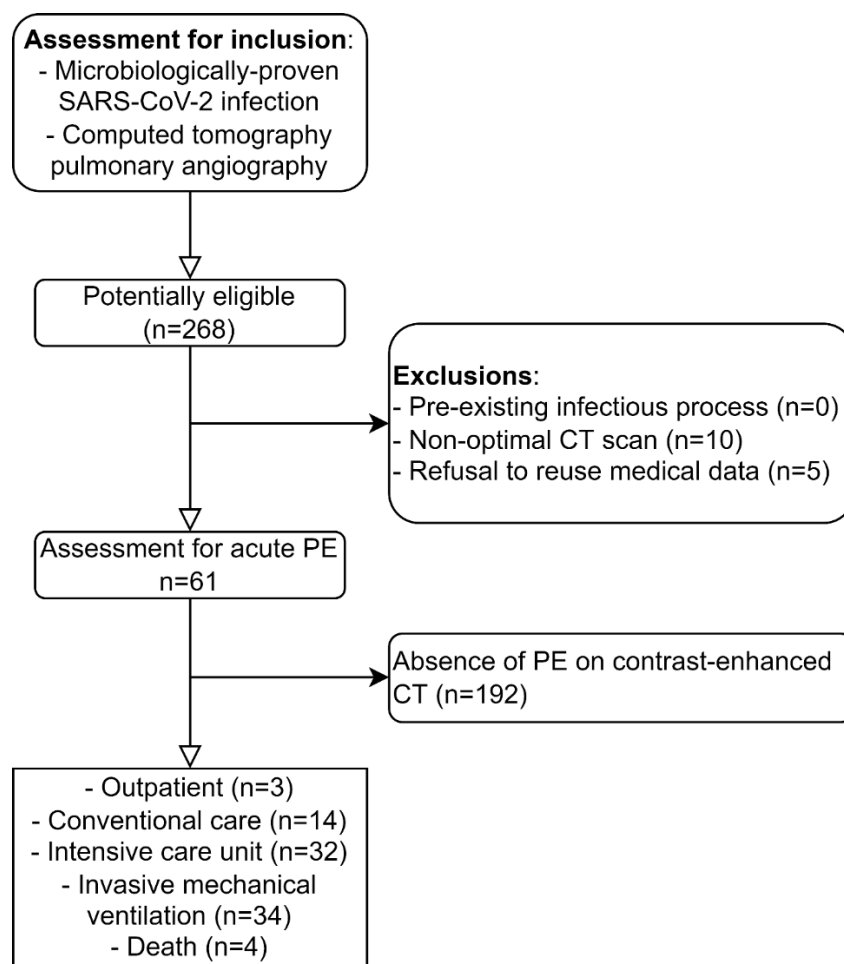 Assessment for inclusion:
- Microbiologically-proven
SARS-CoV-2 infection
- Computed tomography
pulmonary angiography
Potentially eligible
(n=268)
Exclusions:
- Pre-existing infectious process (n=0)
- Non-optimal CT scan (n=10)
- Refusal to reuse medical data (n=5)
Assessment for acute PE
n=61
Absence of PE on contrast-enhanced
CT (n=192)
- Outpatient (n=3)
- Conventional care (n=14)
- Intensive care unit (n=32)
- Invasive mechanical
ventilation (n=34)
- Death (n=4)